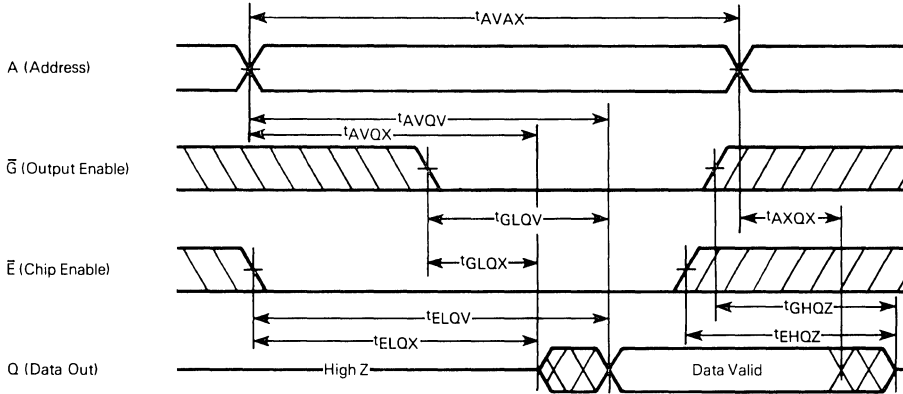 tAVAX
A (Address)
tAVQV
tAVQX
G̅ (Output Enable)
tGLQV
tAXQX
tGLQX
E̅ (Chip Enable)
tGHQZ
tELQV
tEHQZ
tELQX
Q (Data Out)
High Z
Data Valid